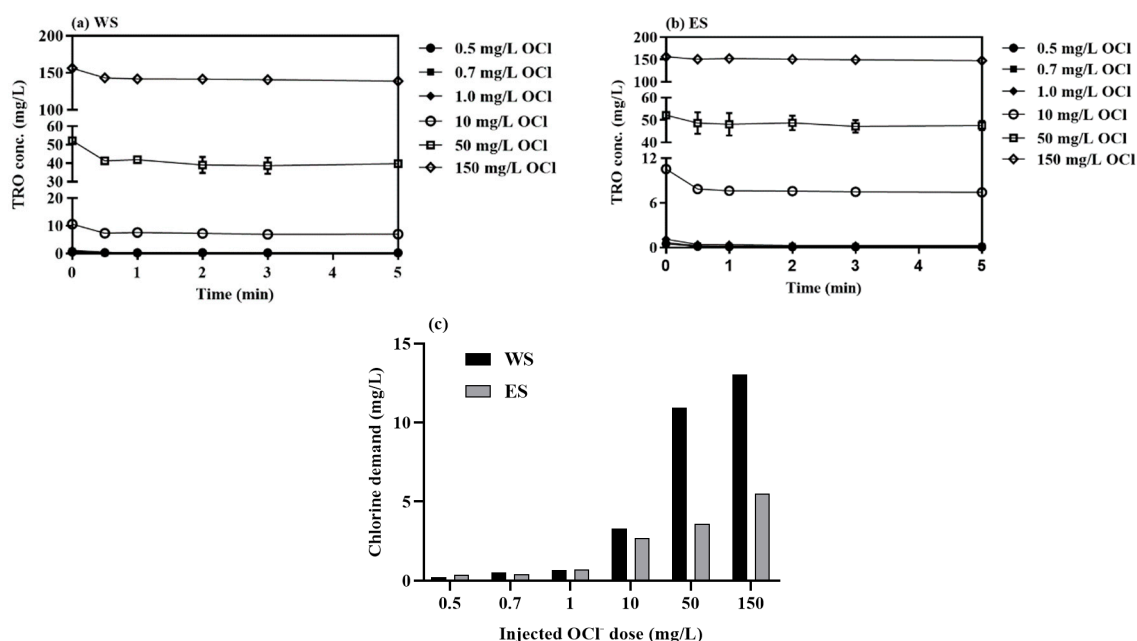 (a) WS
TRO conc. (mg/L)
200
150
100
60
50
40
30
20
10
0
0 1 2 3 4 5
Time (min)
0.5 mg/L OCl
0.7 mg/L OCl
1.0 mg/L OCl
10 mg/L OCl
50 mg/L OCl
150 mg/L OCl
(b) ES
TRO conc. (mg/L)
200
150
100
60
50
40
12
6
0
0 1 2 3 4 5
Time (min)
0.5 mg/L OCl
0.7 mg/L OCl
1.0 mg/L OCl
10 mg/L OCl
50 mg/L OCl
150 mg/L OCl
(c)
Chlorine demand (mg/L)
15
10
5
0
WS
ES
0.5 0.7 1 10 50 150
Injected OCl⁻ dose (mg/L)